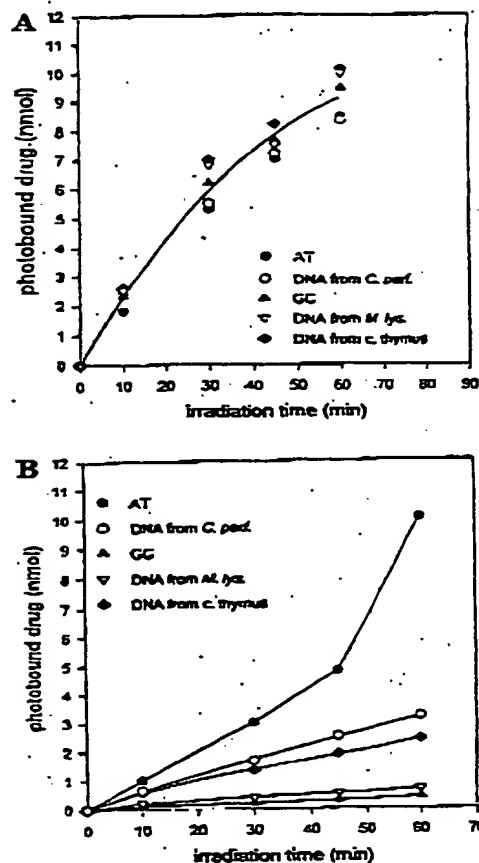 A
12
11
10
9
8
7
6
5
4
3
2
1
0
photobound drug (nmol)
AT
DNA from C. perf.
GC
DNA from M. lys.
DNA from c. thymus
0 10 20 30 40 50 60 70 80 90
irradiation time (min)
B
12
11
10
9
8
7
6
5
4
3
2
1
0
photobound drug (nmol)
AT
DNA from C. perf.
GC
DNA from M. lys.
DNA from c. thymus
0 10 20 30 40 50 60 70
irradiation time (min)